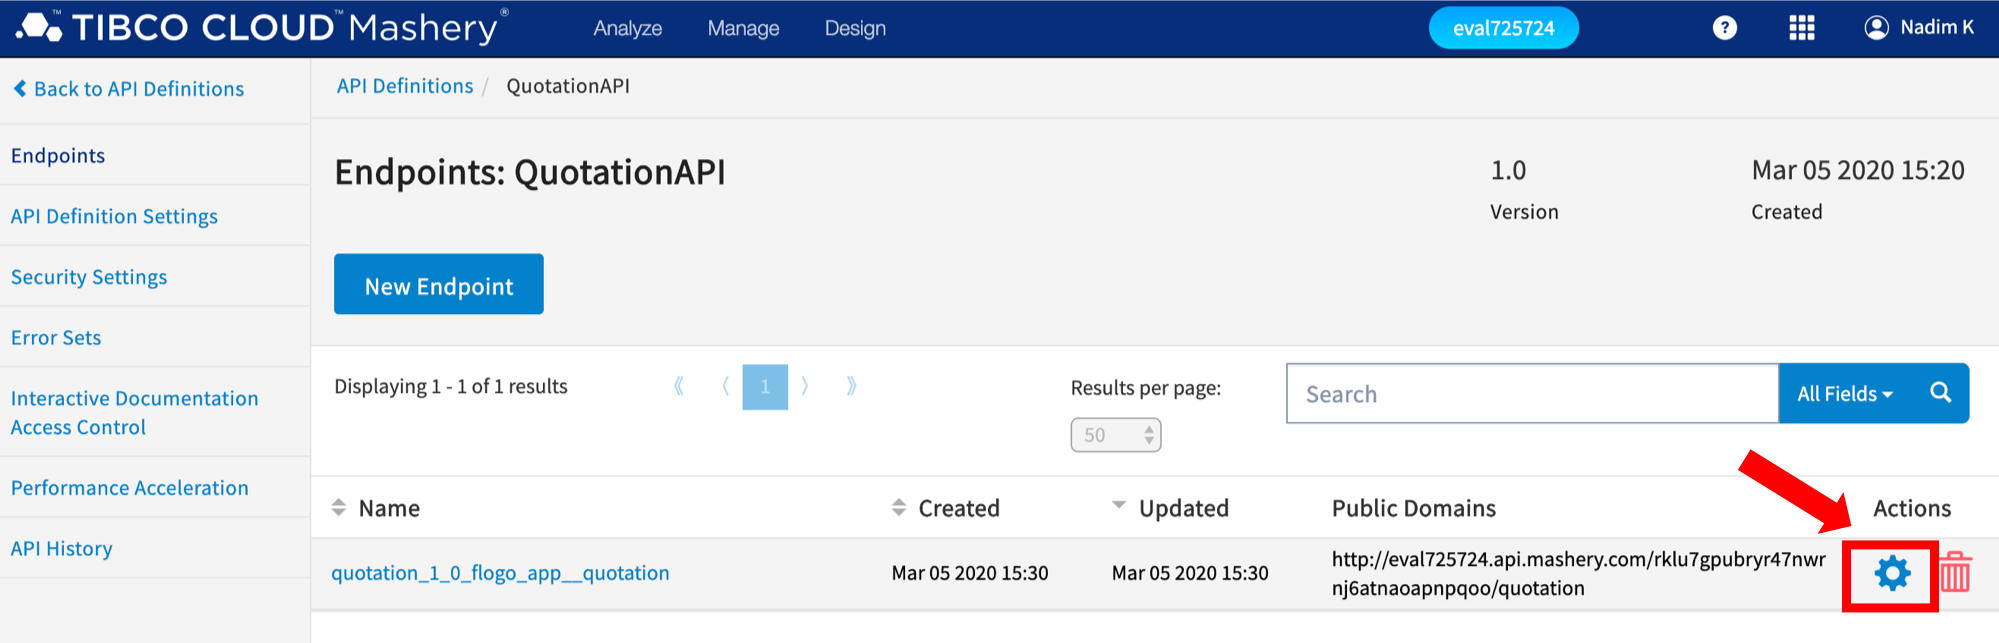 TIBCO CLOUD™ Mashery®
Analyze
Manage
Design
eval725724
?
Nadim K
Back to API Definitions
API Definitions / QuotationAPI
Endpoints
API Definition Settings
Security Settings
Error Sets
Interactive Documentation
Access Control
Performance Acceleration
API History
Endpoints: QuotationAPI
1.0
Version
Mar 05 2020 15:20
Created
New Endpoint
Displaying 1 - 1 of 1 results
《 〈 1 〉 》
Results per page:
50
Search
All Fields
Name
Created
Updated
Public Domains
Actions
quotation_1_0_flogo_app__quotation
Mar 05 2020 15:30
Mar 05 2020 15:30
http://eval725724.api.mashery.com/rklu7gpubryr47nwr
nj6atnaoapnpqoo/quotation